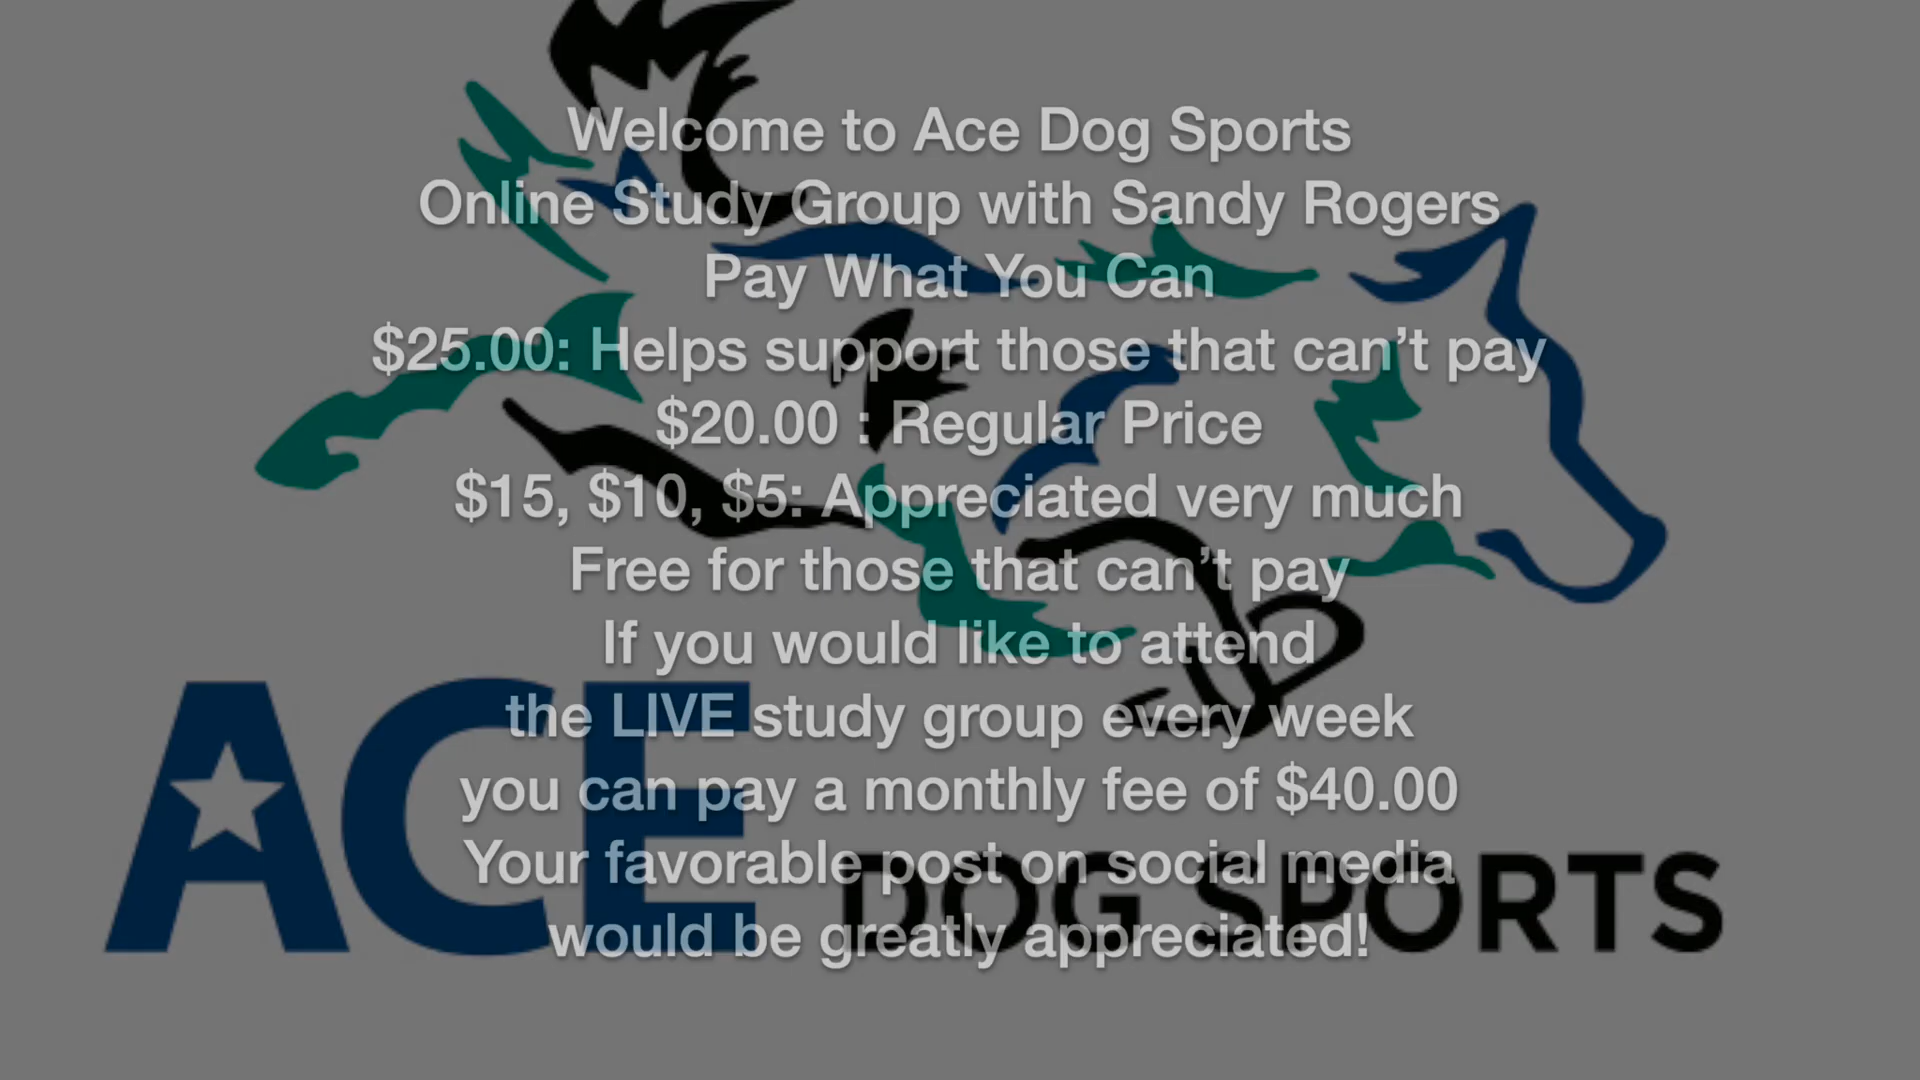 Welcome to Ace Dog Sports
Online Study Group with Sandy Rogers
Pay What You Can
$25.00: Helps support those that can’t pay
$20.00 : Regular Price
$15, $10, $5: Appreciated very much
Free for those that can’t pay
If you would like to attend
the LIVE study group every week
you can pay a monthly fee of $40.00
Your favorable post on social media
would be greatly appreciated!
ACE DOG SPORTS